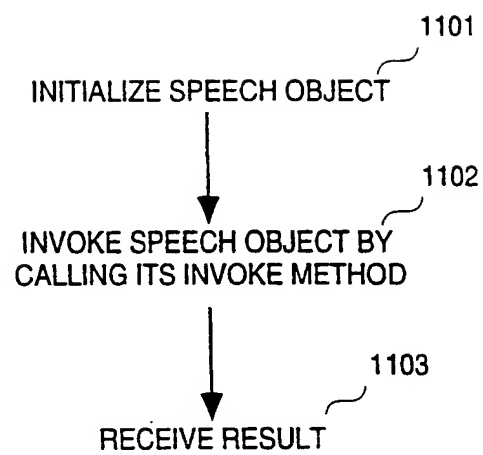 1101
INITIALIZE SPEECH OBJECT
1102
INVOKE SPEECH OBJECT BY
CALLING ITS INVOKE METHOD
1103
RECEIVE RESULT